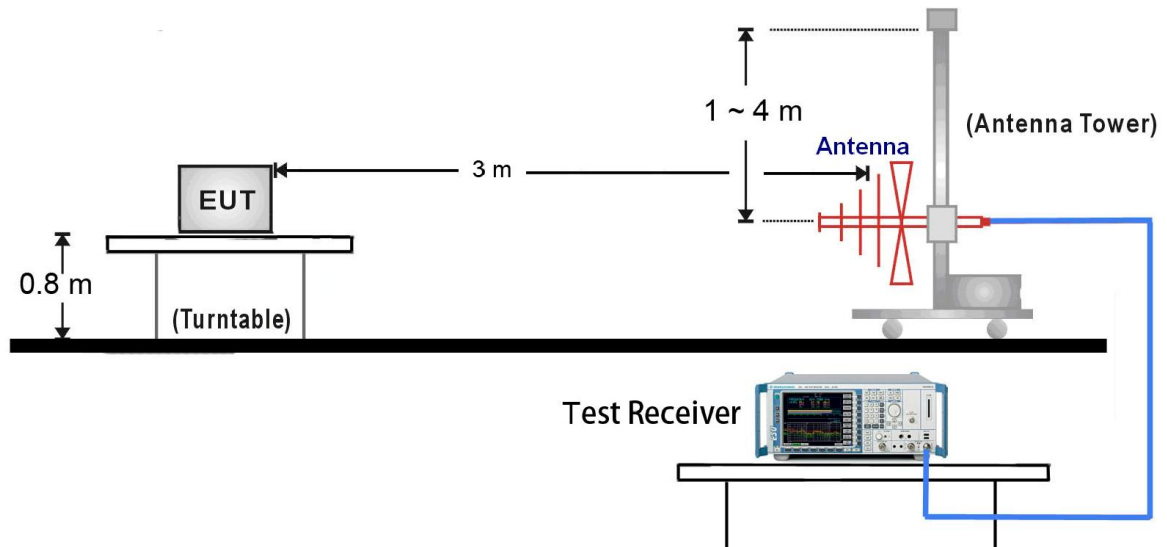 1 ~ 4 m
(Antenna Tower)
Antenna
3 m
EUT
0.8 m
(Turntable)
Test Receiver